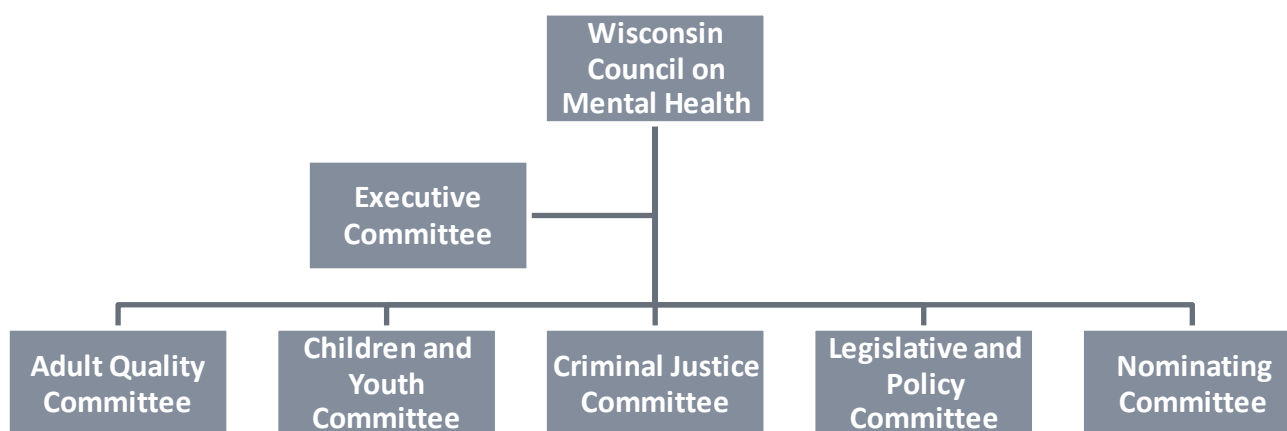 Wisconsin
Council on
Mental Health
Executive
Committee
Adult Quality
Committee
Children and
Youth
Committee
Criminal Justice
Committee
Legislative and
Policy
Committee
Nominating
Committee